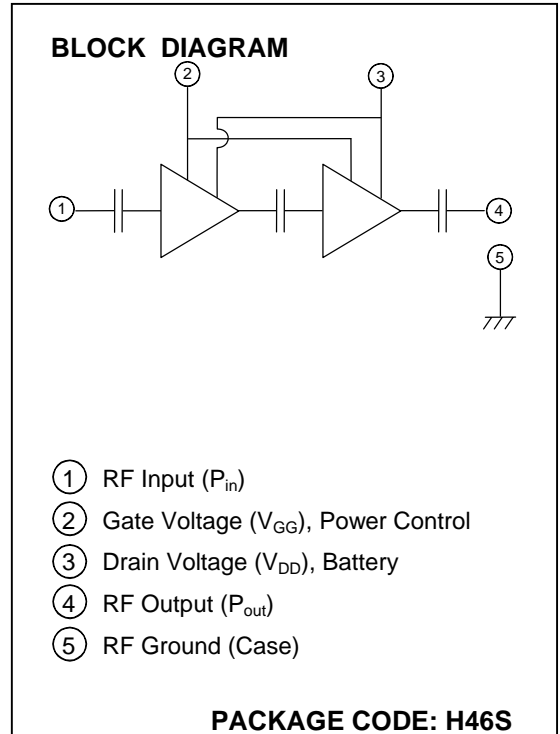 BLOCK DIAGRAM
2
3
1
4
5
1 RF Input (Pin)
2 Gate Voltage (VGG), Power Control
3 Drain Voltage (VDD), Battery
4 RF Output (Pout)
5 RF Ground (Case)
PACKAGE CODE: H46S